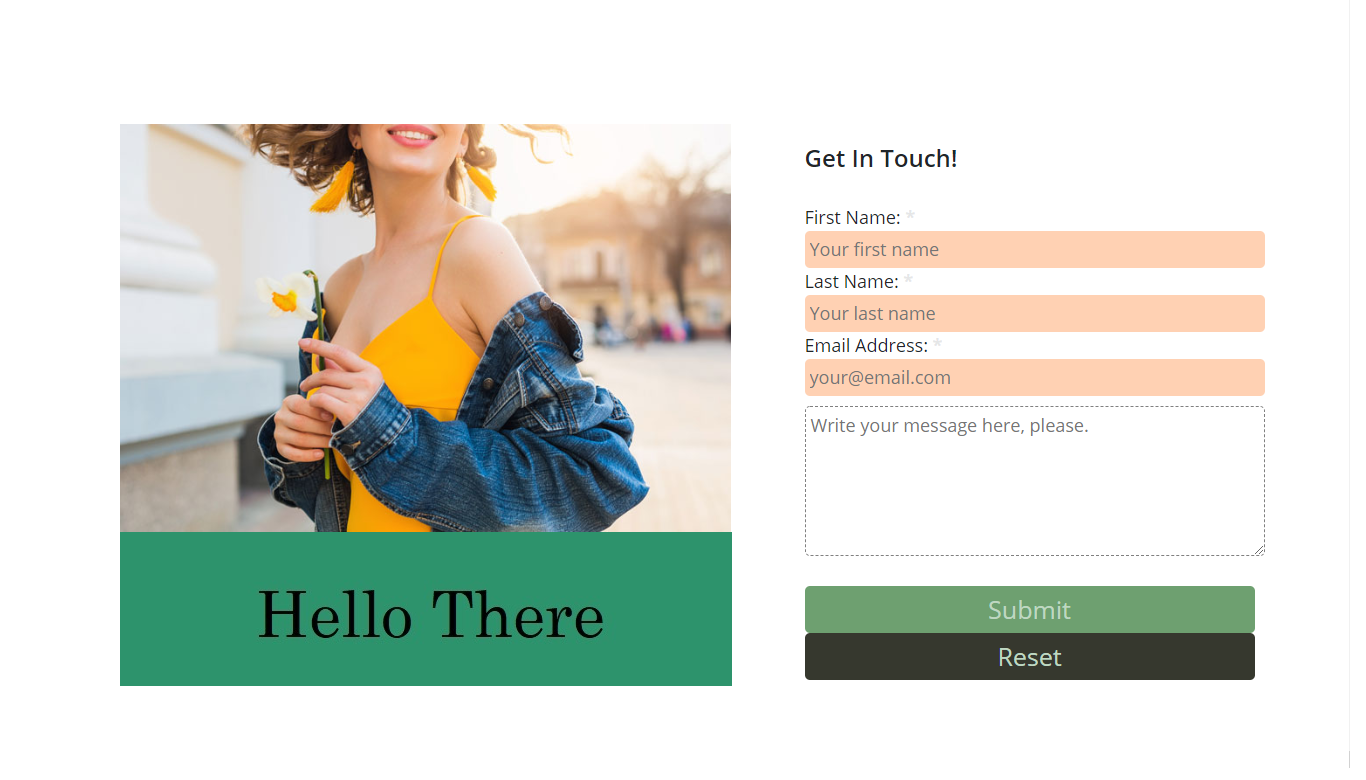 Hello There
Get In Touch!
First Name: *
Your first name
Last Name: *
Your last name
Email Address: *
your@email.com
Write your message here, please.
Submit
Reset